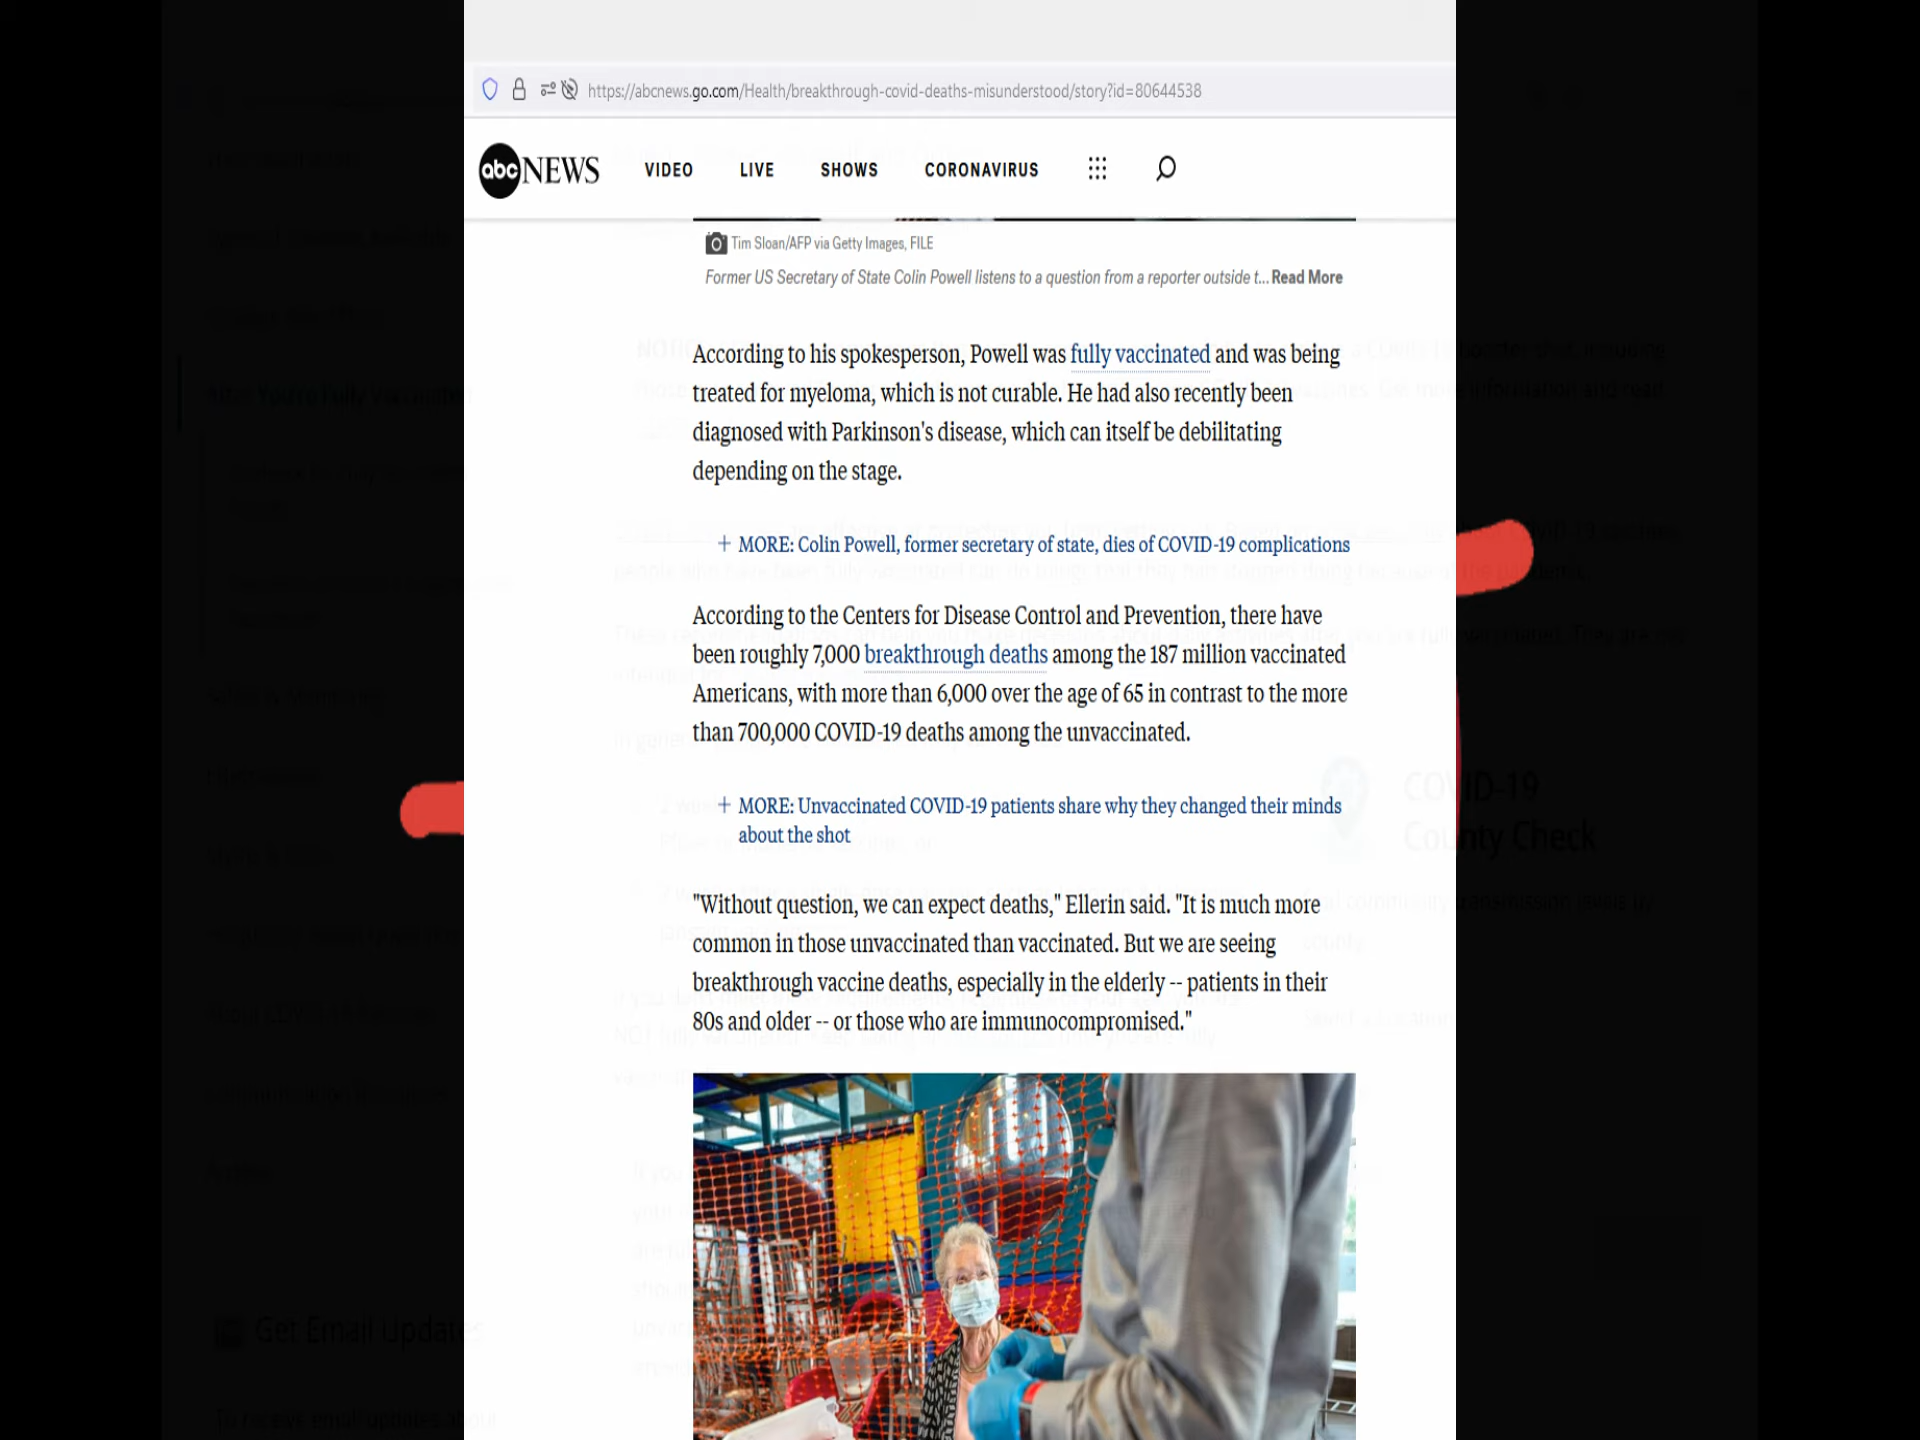 https://abcnews.go.com/Health/breakthrough-covid-deaths-misunderstood/story?id=80644538
abc NEWS VIDEO LIVE SHOWS CORONAVIRUS
Tim Sloan/AFP via Getty Images, FILE
Former US Secretary of State Colin Powell listens to a question from a reporter outside t... Read More
According to his spokesperson, Powell was fully vaccinated and was being
treated for myeloma, which is not curable. He had also recently been
diagnosed with Parkinson's disease, which can itself be debilitating
depending on the stage.
+ MORE: Colin Powell, former secretary of state, dies of COVID-19 complications
According to the Centers for Disease Control and Prevention, there have
been roughly 7,000 breakthrough deaths among the 187 million vaccinated
Americans, with more than 6,000 over the age of 65 in contrast to the more
than 700,000 COVID-19 deaths among the unvaccinated.
+ MORE: Unvaccinated COVID-19 patients share why they changed their minds
about the shot
"Without question, we can expect deaths," Ellerin said. "It is much more
common in those unvaccinated than vaccinated. But we are seeing
breakthrough vaccine deaths, especially in the elderly -- patients in their
80s and older -- or those who are immunocompromised."
COVID-19
County Check
Get Email Updates